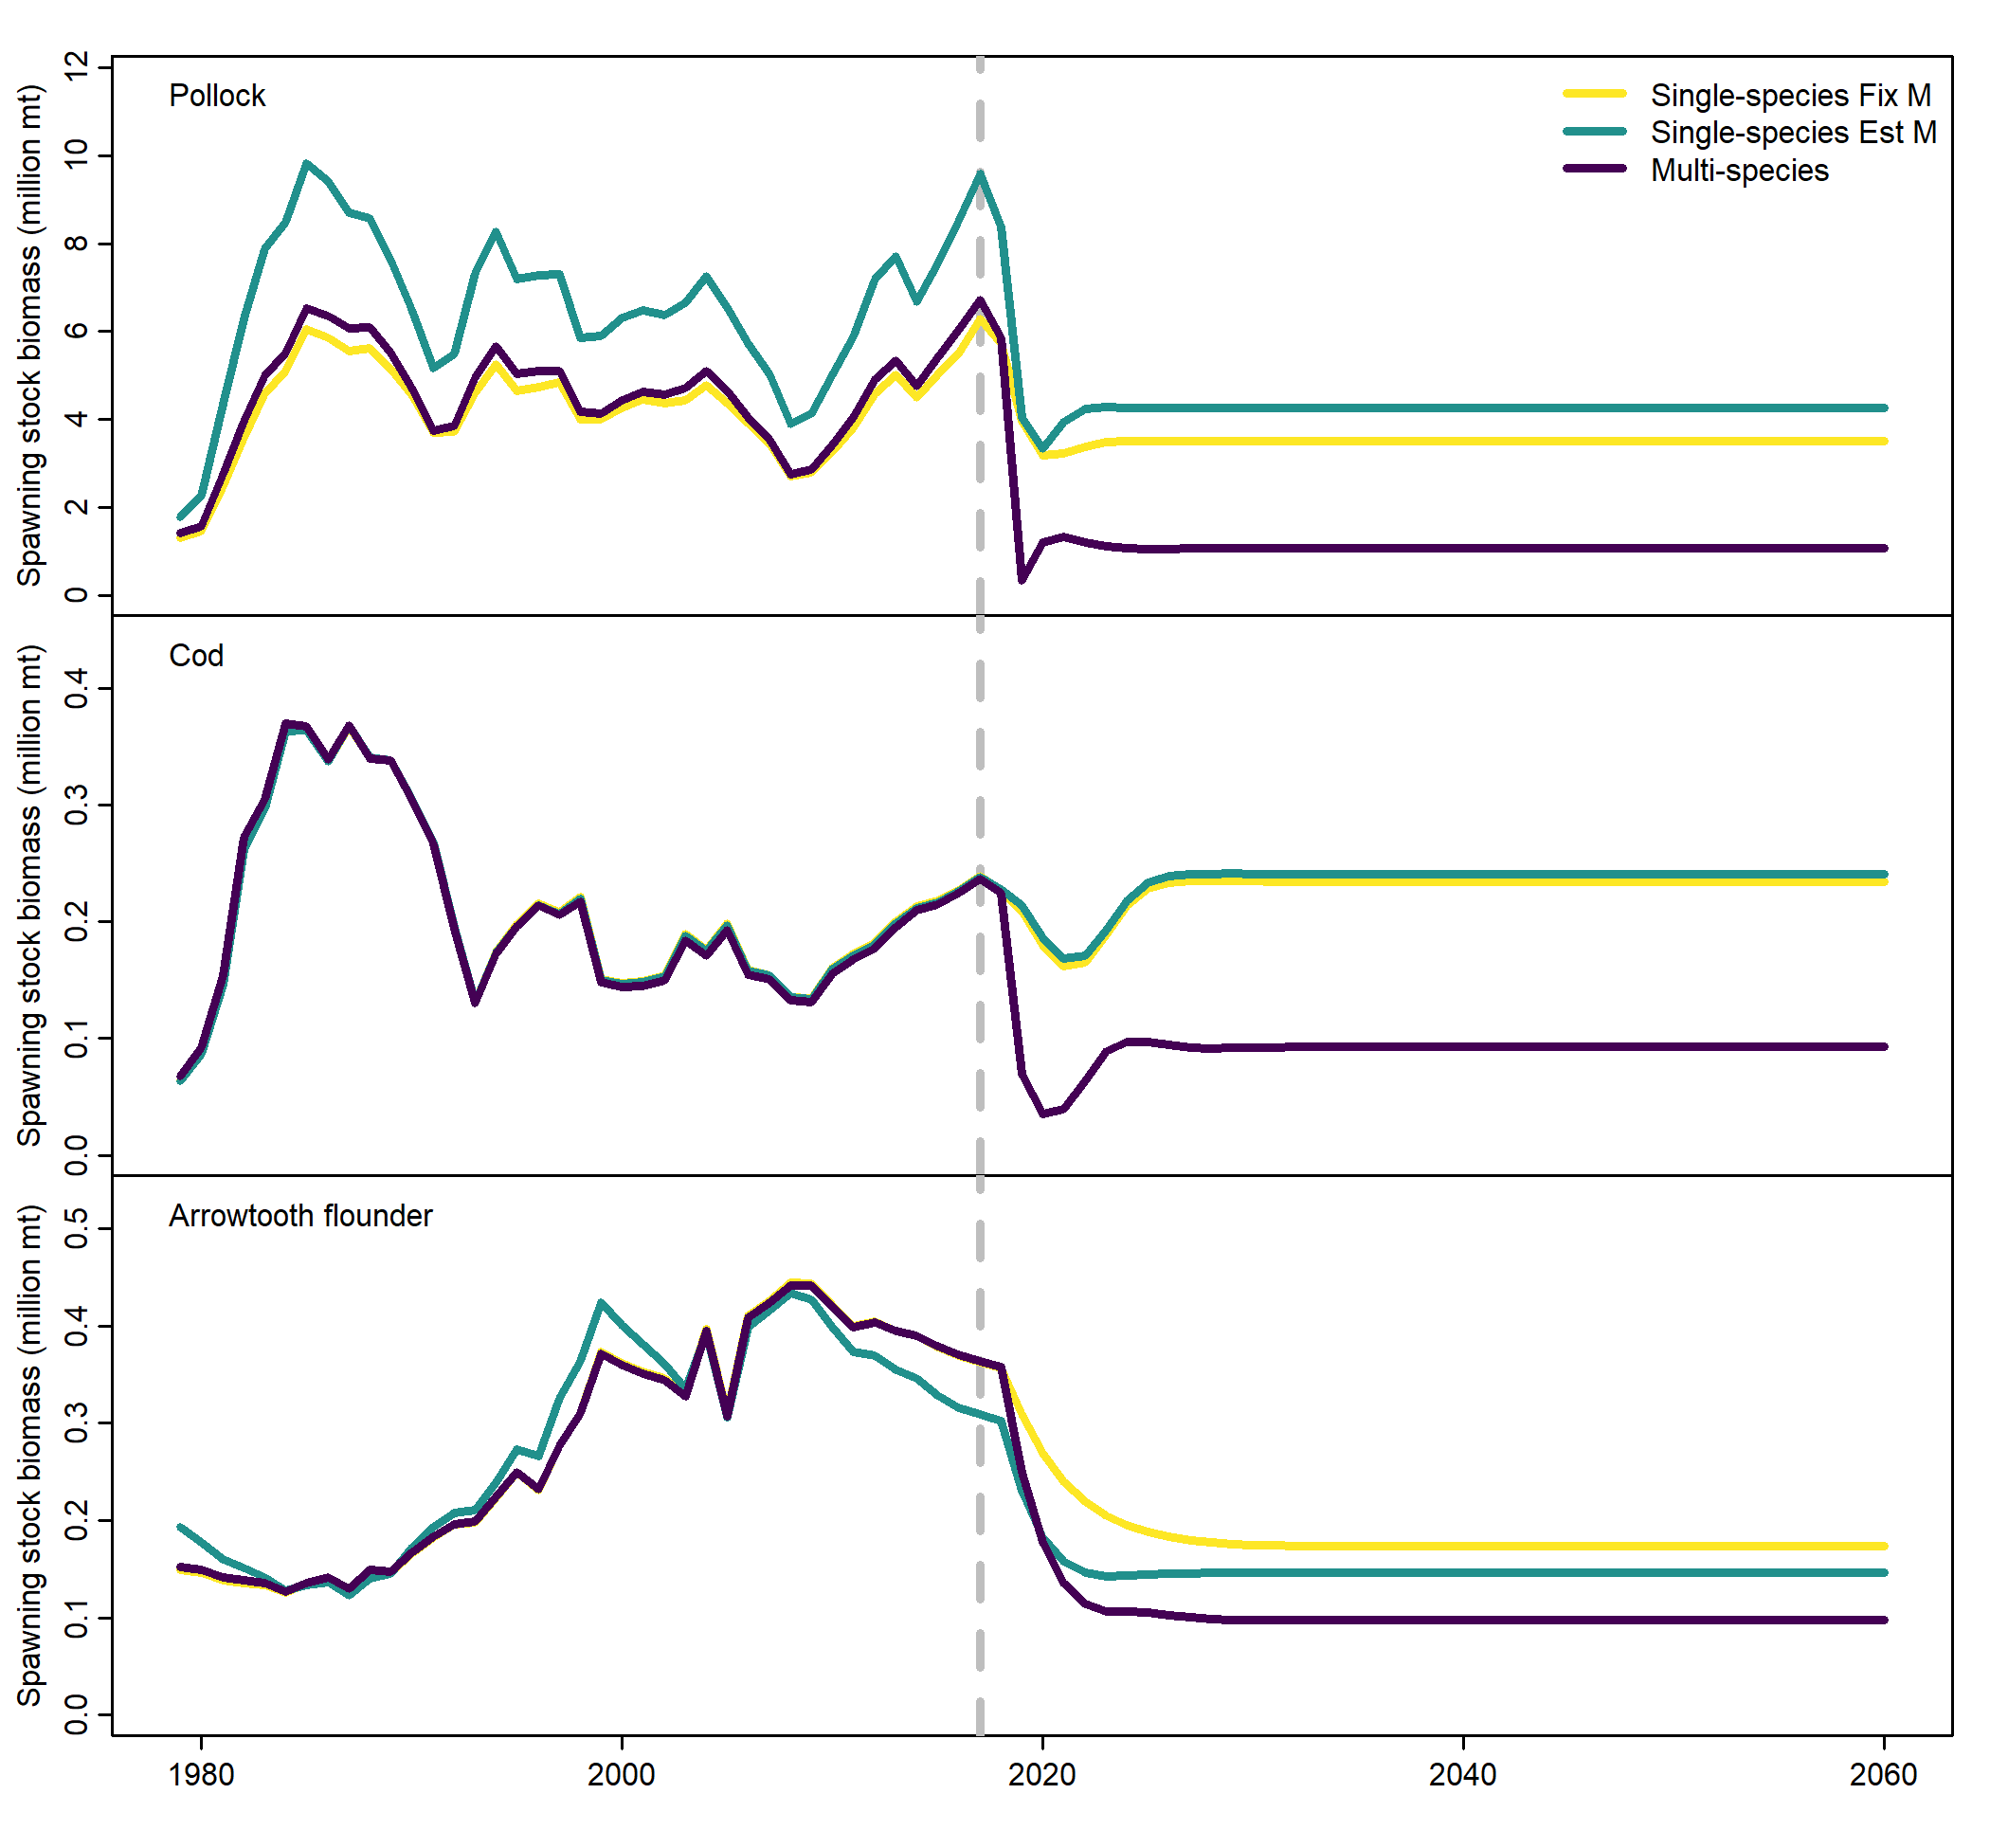 Spawning stock biomass (million mt)
12
10
8
6
4
2
0
Pollock
Single-species Fix M
Single-species Est M
Multi-species
Spawning stock biomass (million mt)
0.4
0.3
0.2
0.1
0.0
Cod
Spawning stock biomass (million mt)
0.5
0.4
0.3
0.2
0.1
0.0
Arrowtooth flounder
1980 2000 2020 2040 2060